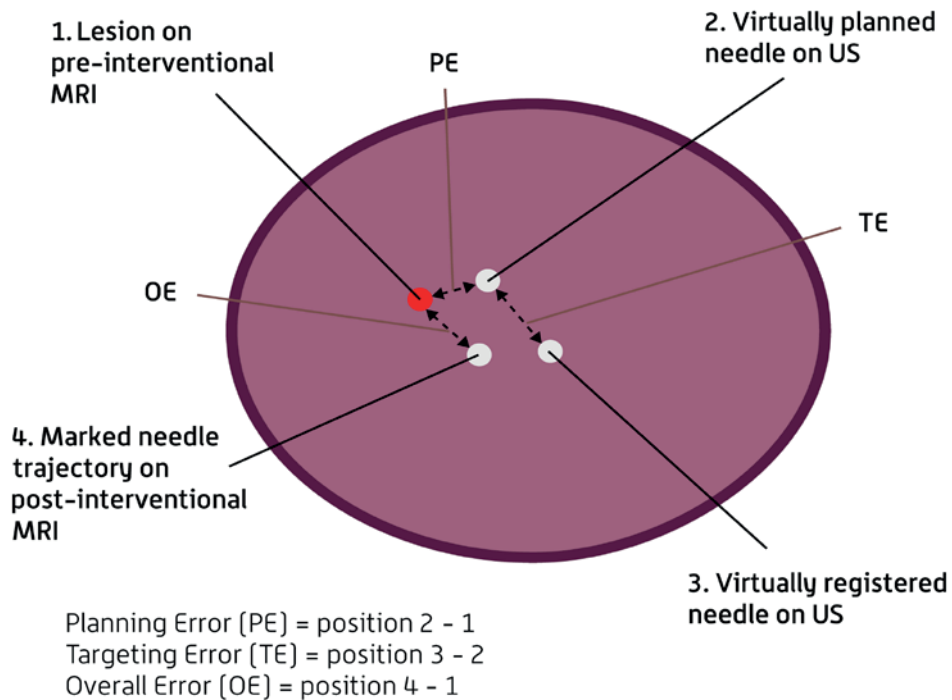 1. Lesion on
pre-interventional
MRI
PE
2. Virtually planned
needle on US
TE
OE
4. Marked needle
trajectory on
post-interventional
MRI
3. Virtually registered
needle on US
Planning Error (PE) = position 2 - 1
Targeting Error (TE) = position 3 - 2
Overall Error (OE) = position 4 - 1